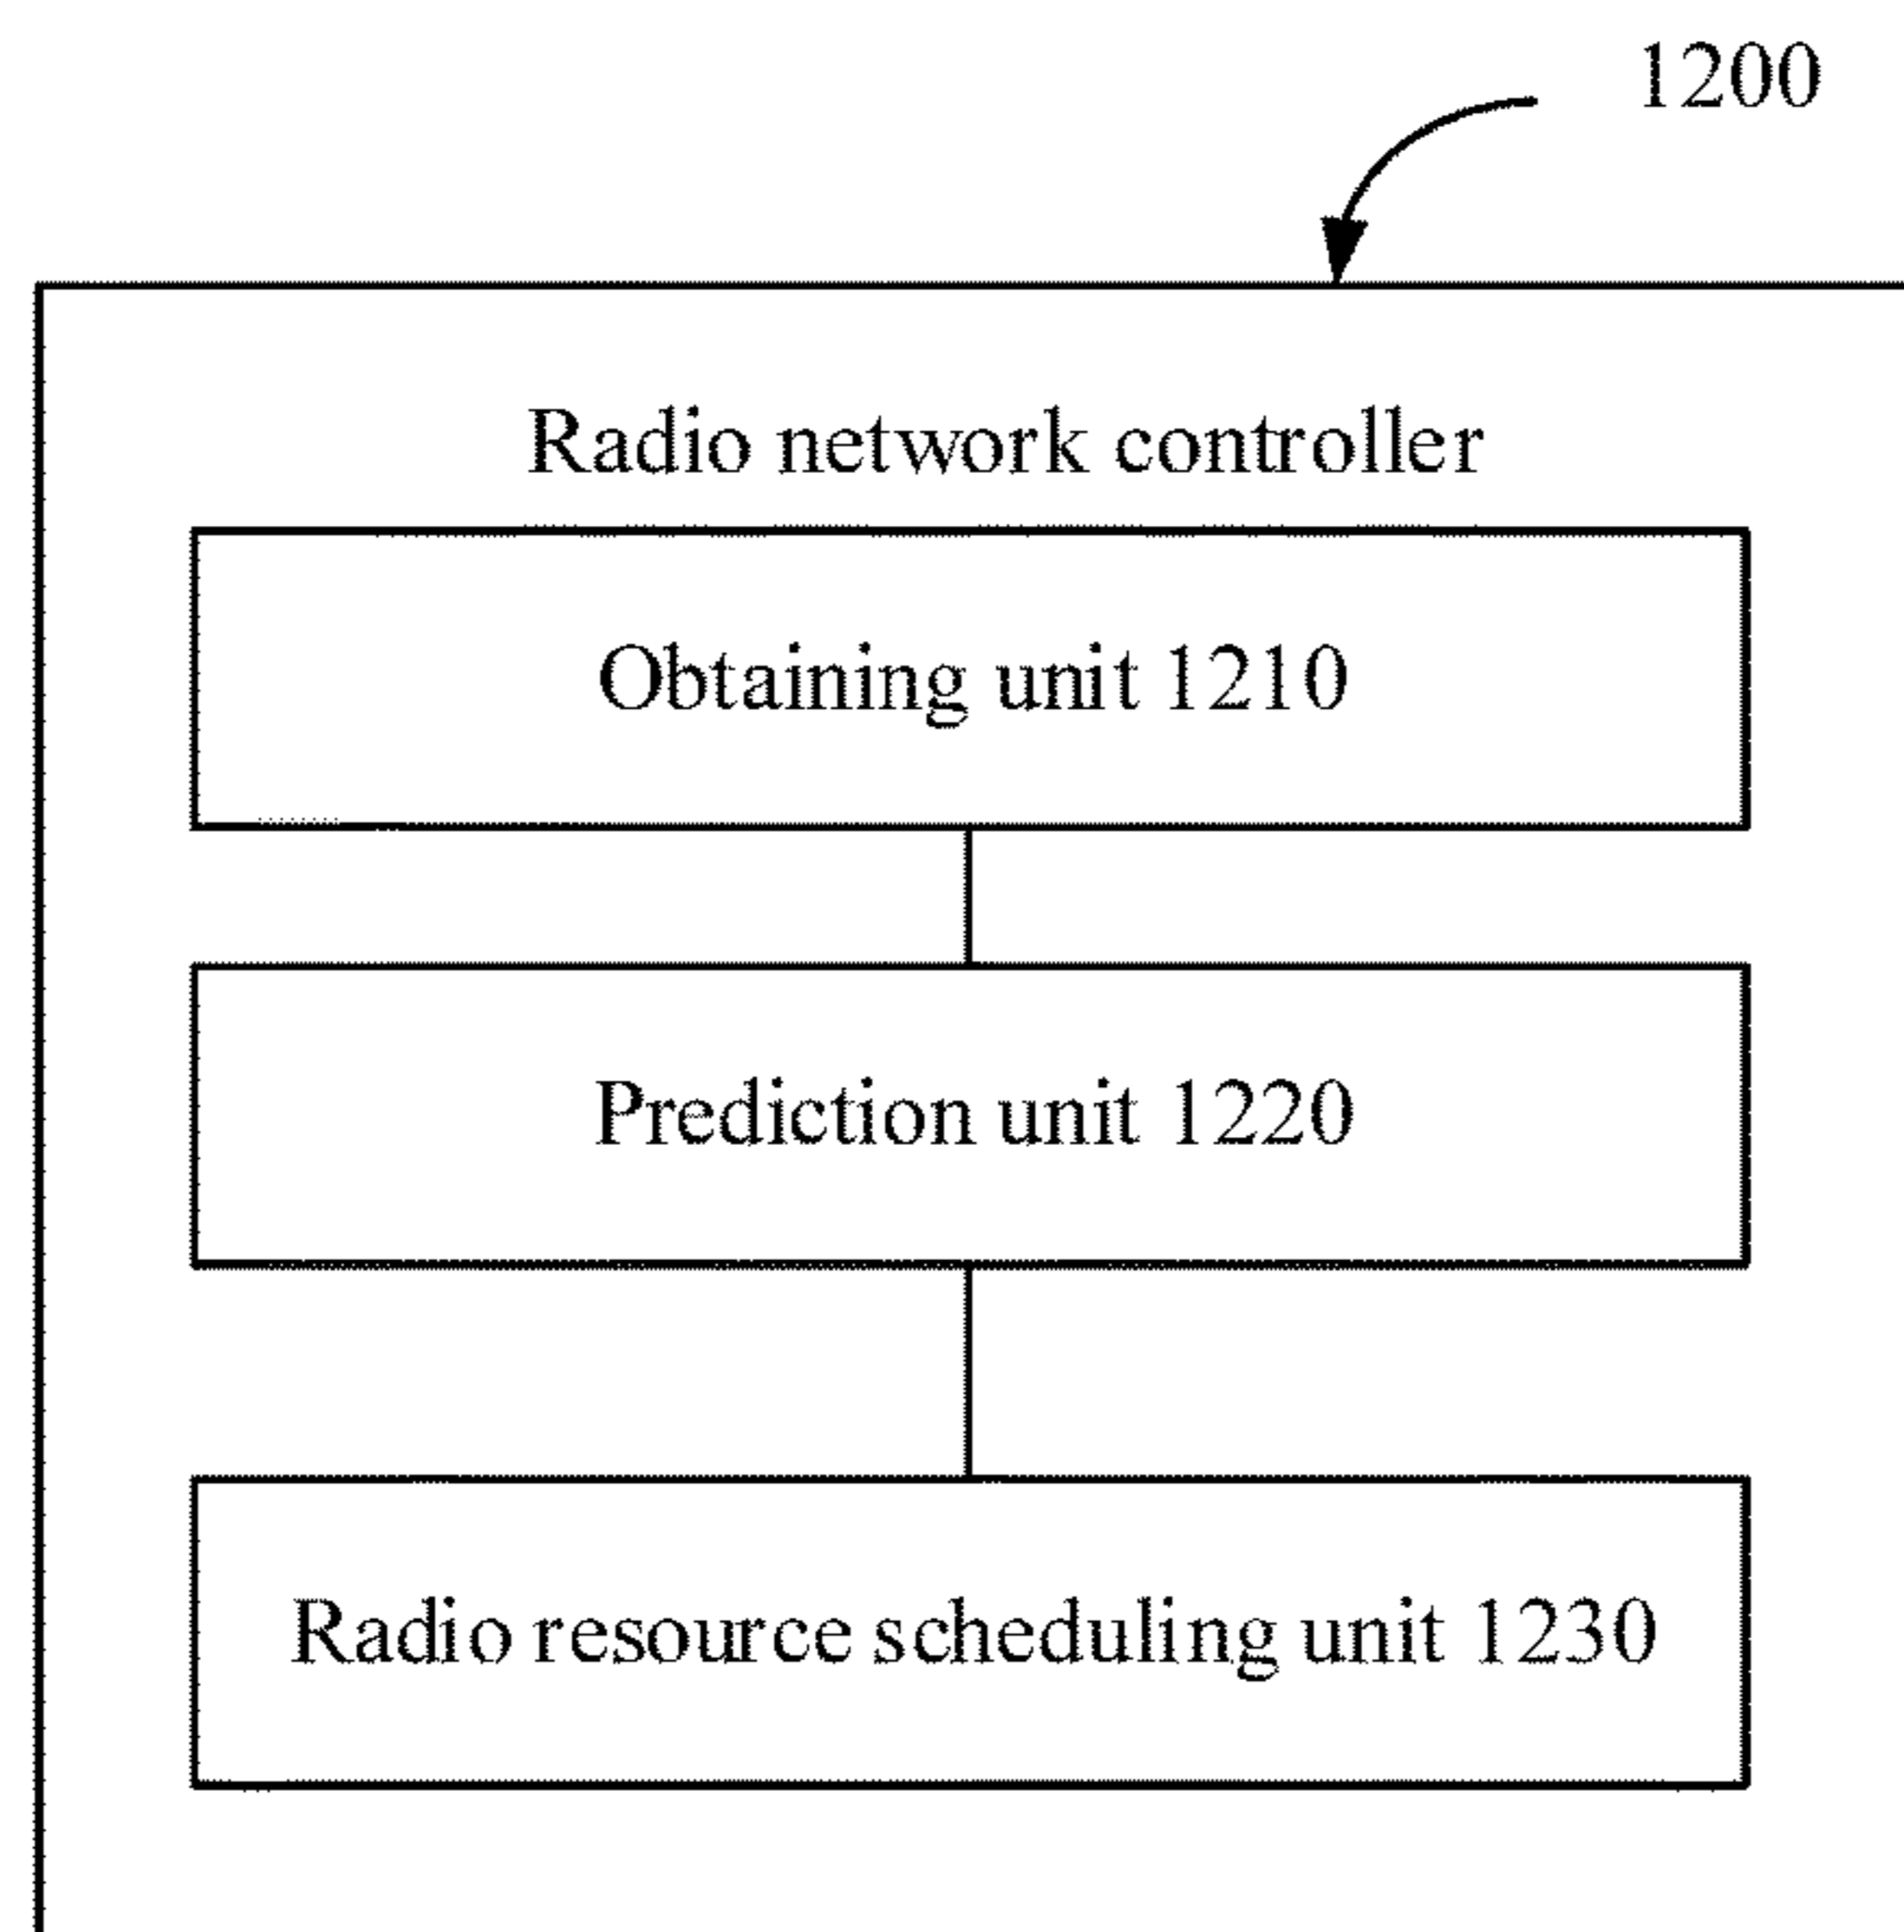 1200
Radio network controller
Obtaining unit 1210
Prediction unit 1220
Radio resource scheduling unit 1230